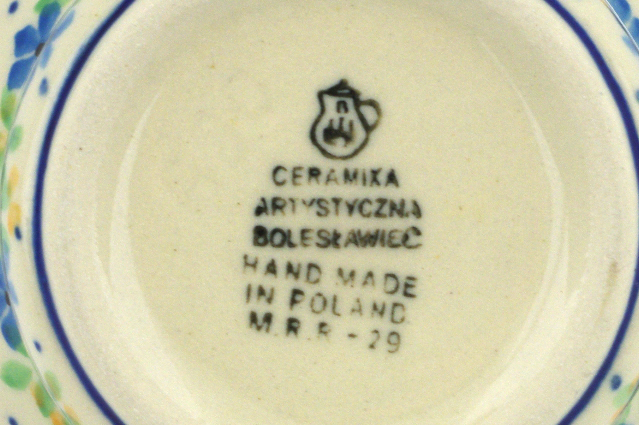 CERAMIKA
ARTYSTYCZNA
BOLESŁAWIEC
HAND MADE
IN POLAND
M.R.R - 29